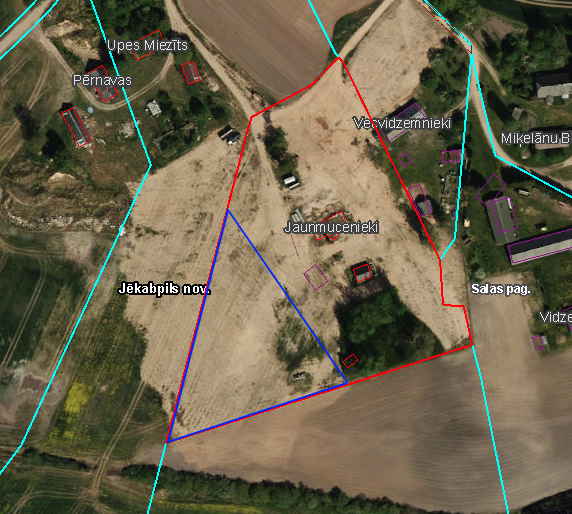 Upes Miezīts
Pērnavas
Vecvidzemnieki
Miķelānu B
Jaunmucenieki
Jēkabpils nov.
Salas pag.
Vidze